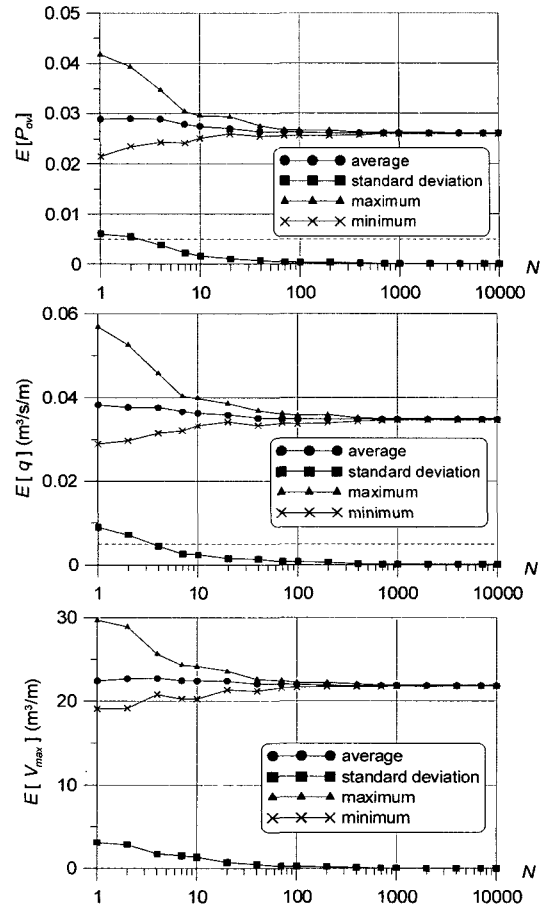 0.05
0.04
0.03
0.02
0.01
0
E[P_ov]
average
standard deviation
maximum
minimum
1 10 100 1000 10000
N
0.06
0.04
0.02
0
E[q] (m³/s/m)
average
standard deviation
maximum
minimum
1 10 100 1000 10000
N
30
20
10
0
E[V_max] (m³/m)
average
standard deviation
maximum
minimum
1 10 100 1000 10000
N